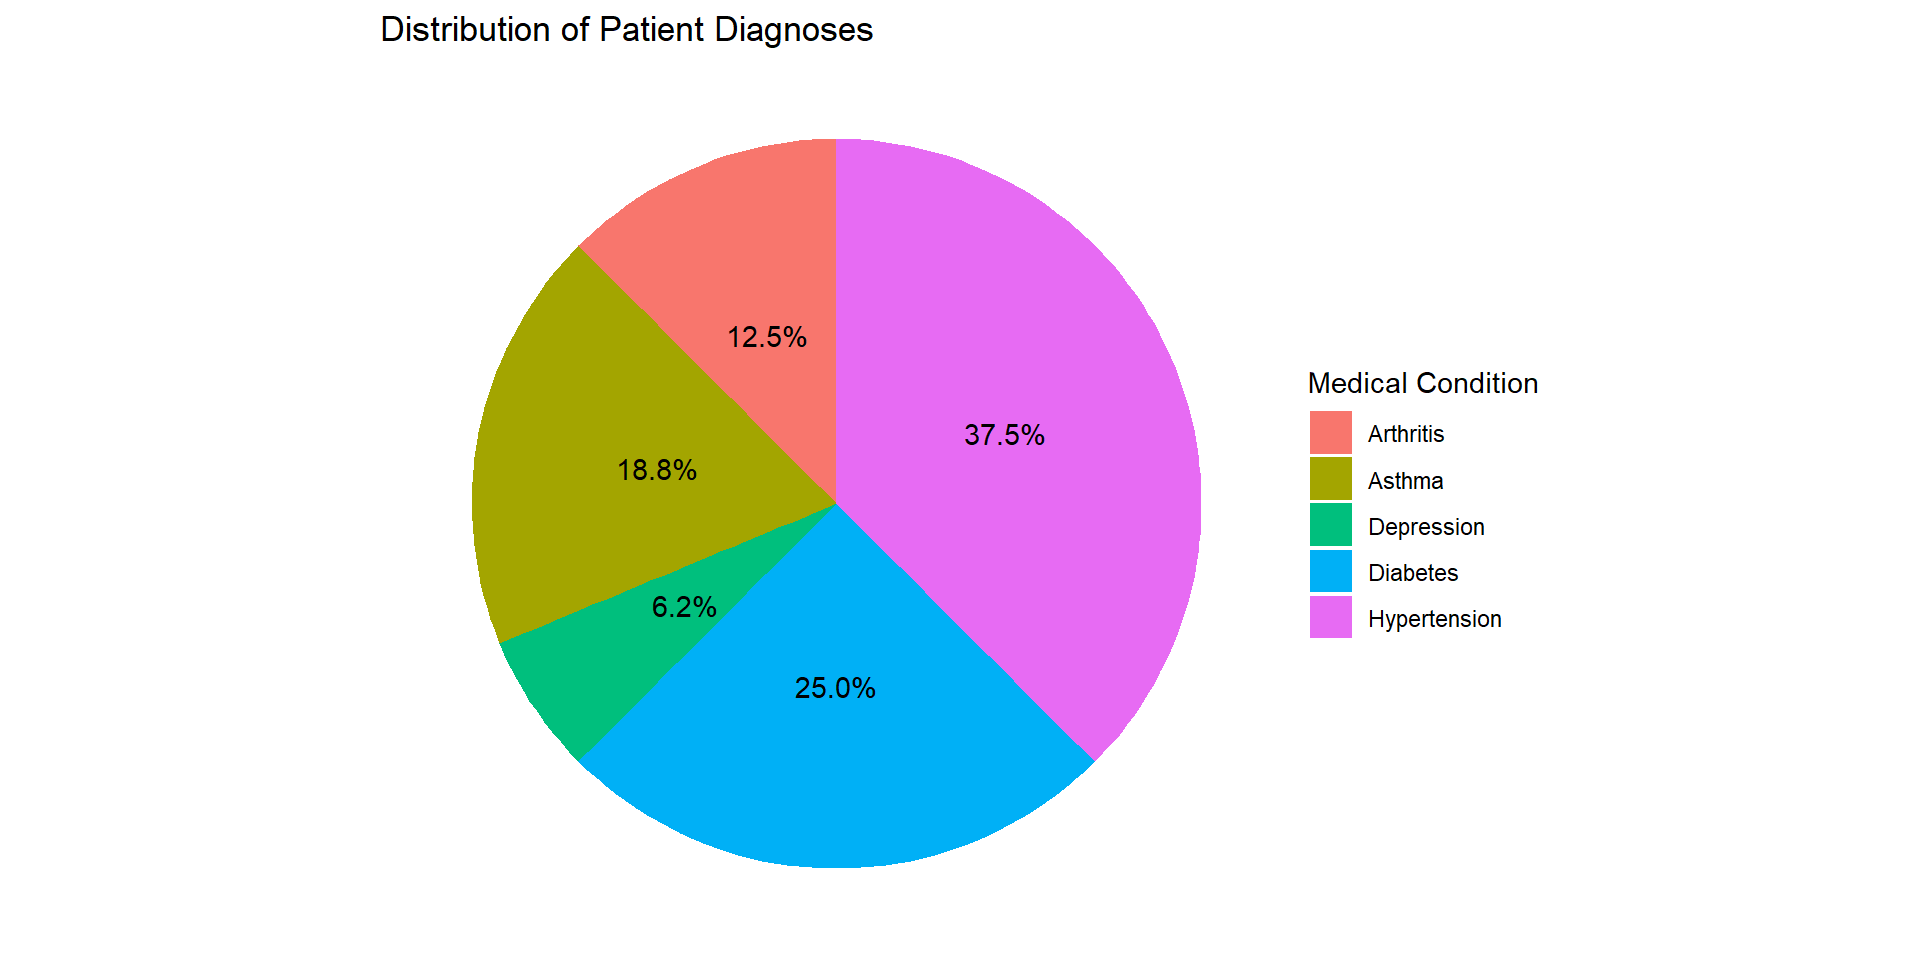 Distribution of Patient Diagnoses
12.5%
37.5%
18.8%
6.2%
25.0%
Medical Condition
Arthritis
Asthma
Depression
Diabetes
Hypertension